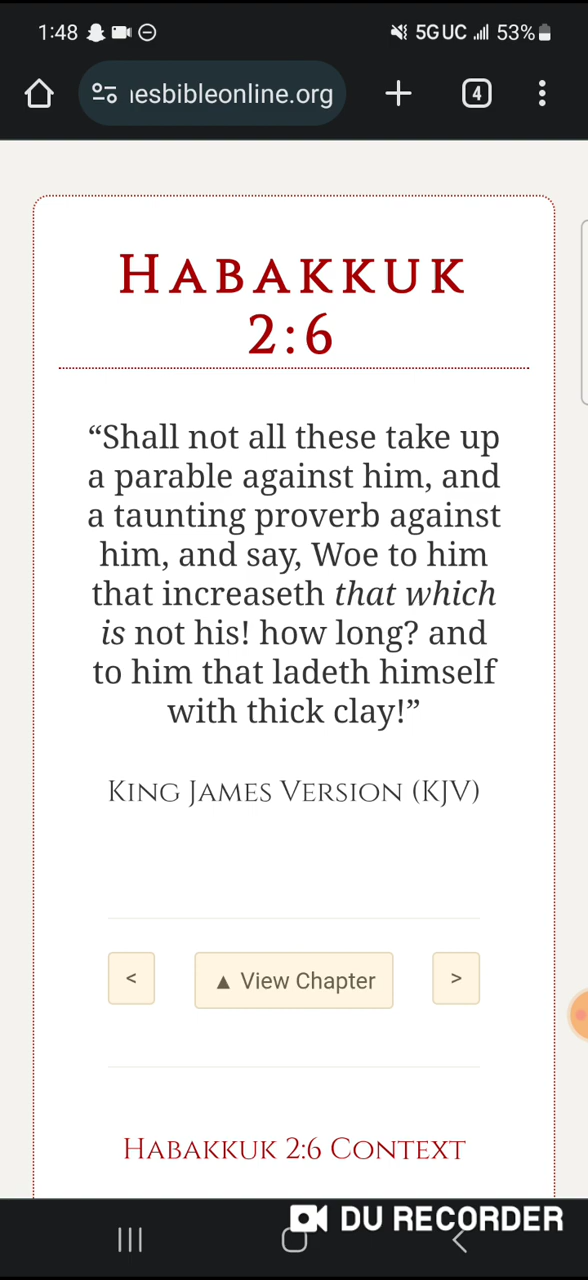 1:48 5GUC 53%
nesbibleonline.org + 4
HABAKKUK
2:6
“Shall not all these take up
a parable against him, and
a taunting proverb against
him, and say, Woe to him
that increaseth that which
is not his! how long? and
to him that ladeth himself
with thick clay!”
KING JAMES VERSION (KJV)
< ▲ View Chapter >
HABAKKUK 2:6 CONTEXT
DU RECORDER